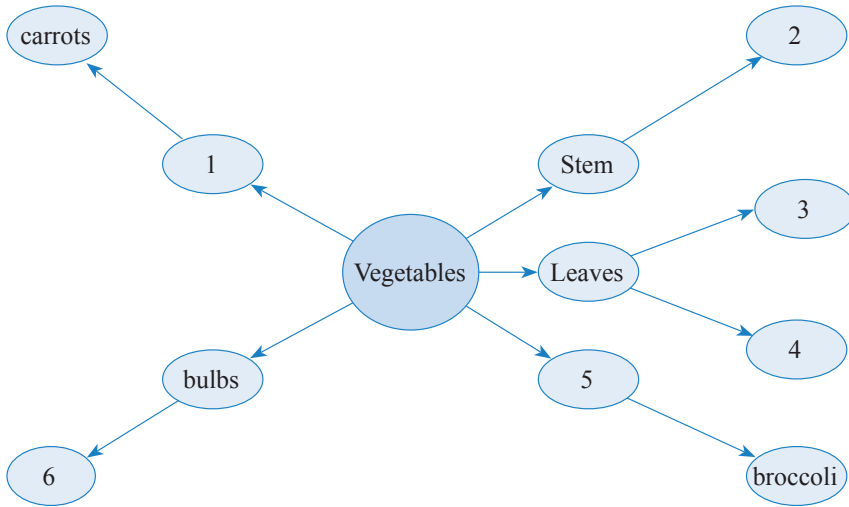 carrots
2
1
Stem
3
Vegetables
Leaves
4
bulbs
5
6
broccoli